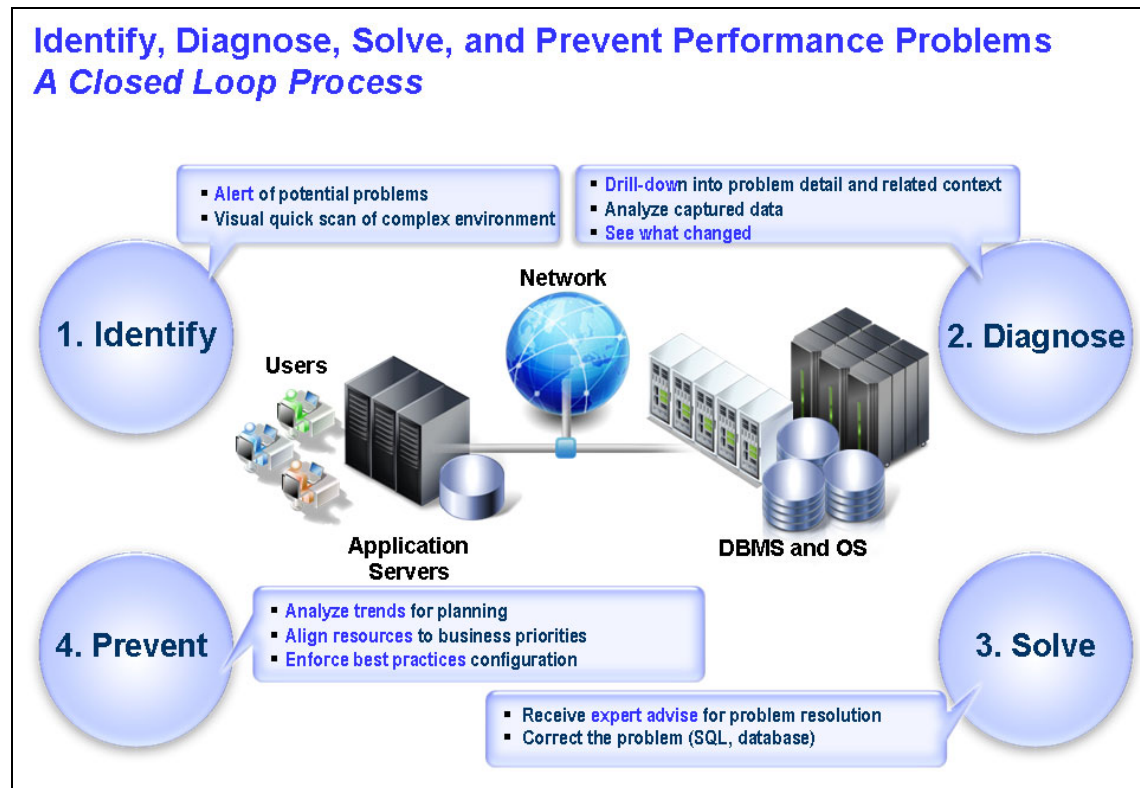 Identify, Diagnose, Solve, and Prevent Performance Problems
A Closed Loop Process
▪ Alert of potential problems
▪ Visual quick scan of complex environment
▪ Drill-down into problem detail and related context
▪ Analyze captured data
▪ See what changed
1. Identify
2. Diagnose
Network
Users
Application
Servers
DBMS and OS
4. Prevent
▪ Analyze trends for planning
▪ Align resources to business priorities
▪ Enforce best practices configuration
3. Solve
▪ Receive expert advise for problem resolution
▪ Correct the problem (SQL, database)